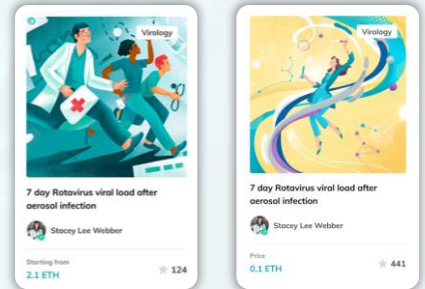 Virology
7 day Rotavirus viral load after
aerosol infection
Stacey Lee Webber
Starting from
2.1 ETH
124
Virology
7 day Rotavirus viral load after
aerosol infection
Stacey Lee Webber
Price
0.1 ETH
441